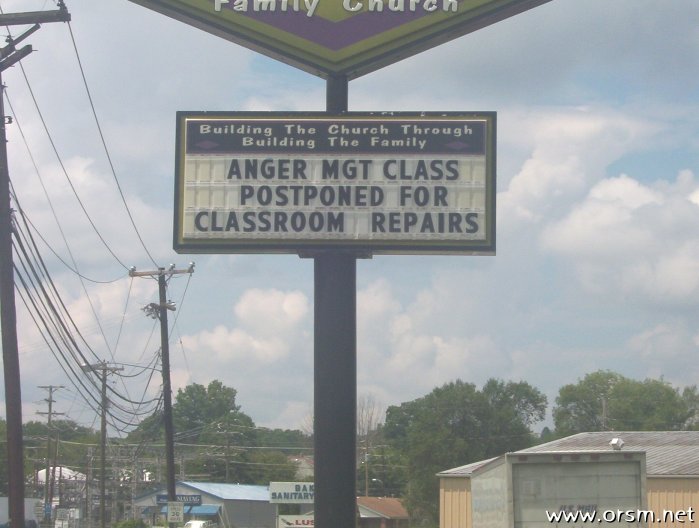 Family Church
Building The Church Through
Building The Family
ANGER MGT CLASS
POSTPONED FOR
CLASSROOM REPAIRS
SANITARY
www.orsm.net